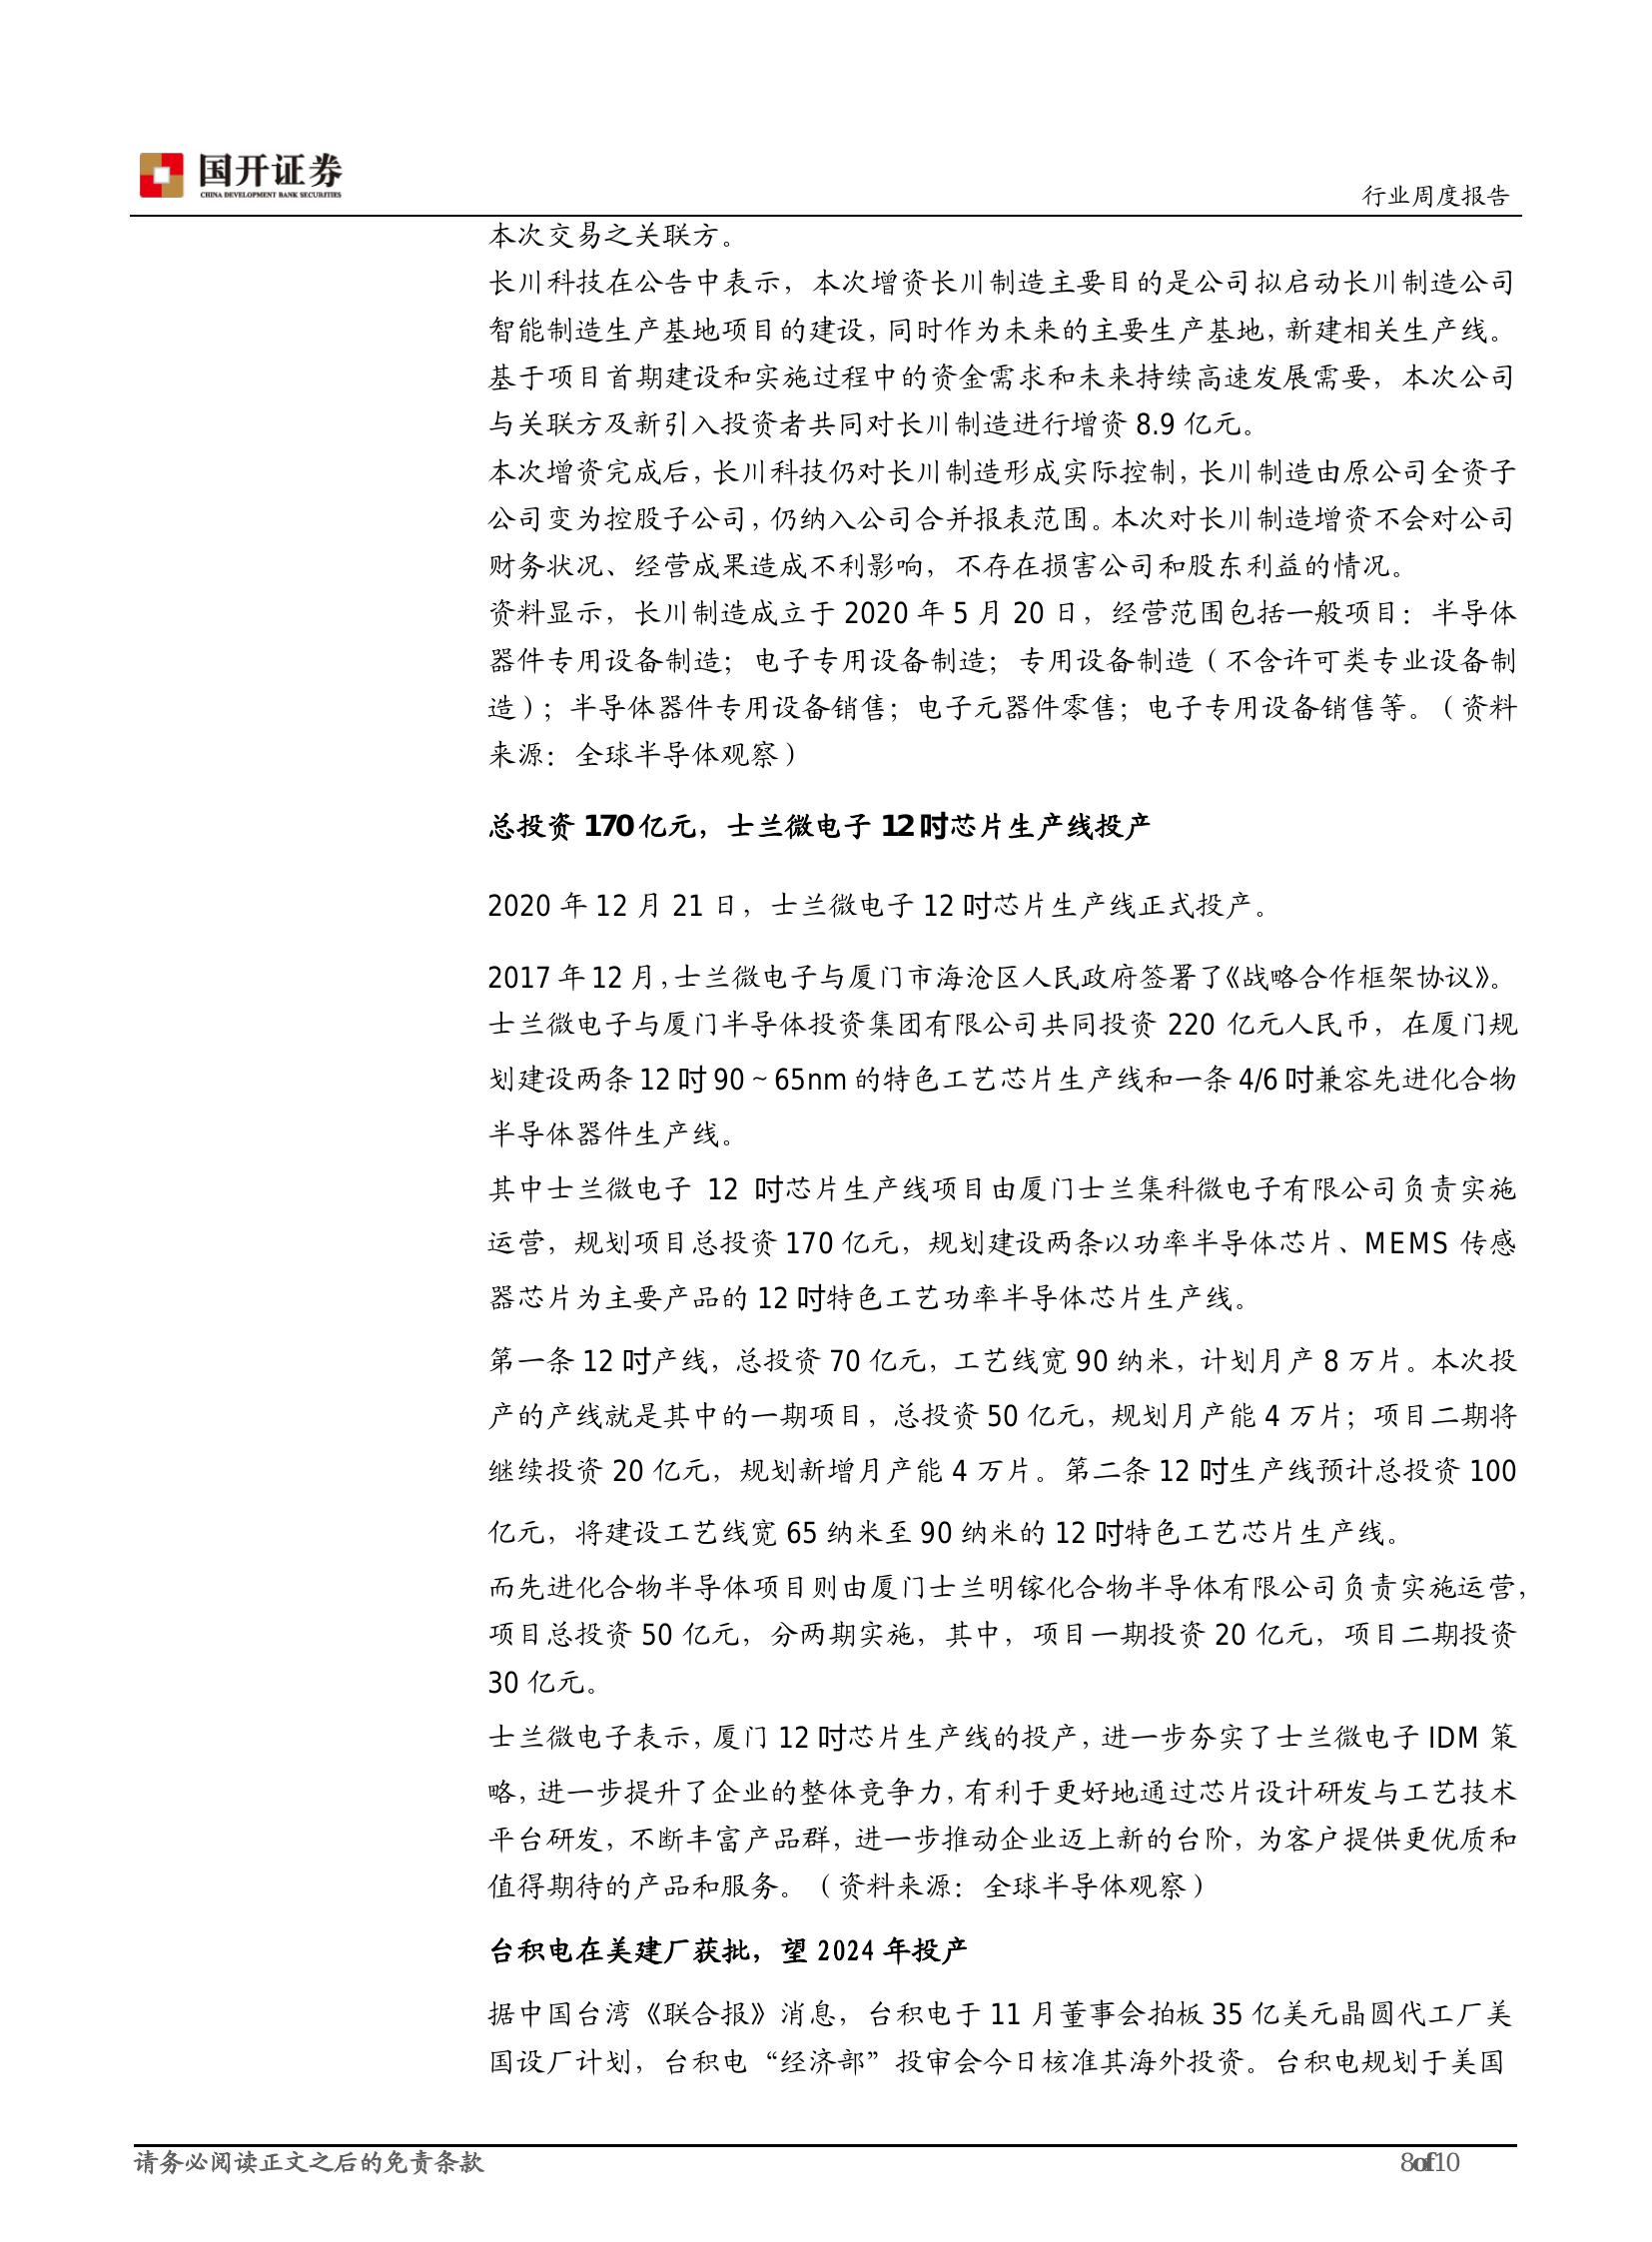 国开证券
CHINA DEVELOPMENT BANK SECURITIES
行业周度报告
本次交易之关联方。
长川科技在公告中表示，本次增资长川制造主要目的是公司拟启动长川制造公司
智能制造生产基地项目的建设，同时作为未来的主要生产基地，新建相关生产线。
基于项目首期建设和实施过程中的资金需求和未来持续高速发展需要，本次公司
与关联方及新引入投资者共同对长川制造进行增资 8.9 亿元。
本次增资完成后，长川科技仍对长川制造形成实际控制，长川制造由原公司全资子
公司变为控股子公司，仍纳入公司合并报表范围。本次对长川制造增资不会对公司
财务状况、经营成果造成不利影响，不存在损害公司和股东利益的情况。
资料显示，长川制造成立于 2020 年 5 月 20 日，经营范围包括一般项目：半导体
器件专用设备制造；电子专用设备制造；专用设备制造（不含许可类专业设备制
造）；半导体器件专用设备销售；电子元器件零售；电子专用设备销售等。（资料
来源：全球半导体观察）
总投资 170 亿元，士兰微电子 12 吋芯片生产线投产
2020 年 12 月 21 日，士兰微电子 12 吋芯片生产线正式投产。
2017 年 12 月，士兰微电子与厦门市海沧区人民政府签署了《战略合作框架协议》。
士兰微电子与厦门半导体投资集团有限公司共同投资 220 亿元人民币，在厦门规
划建设两条 12 吋 90～65nm 的特色工艺芯片生产线和一条 4/6 吋兼容先进化合物
半导体器件生产线。
其中士兰微电子 12 吋芯片生产线项目由厦门士兰集科微电子有限公司负责实施
运营，规划项目总投资 170 亿元，规划建设两条以功率半导体芯片、MEMS 传感
器芯片为主要产品的 12 吋特色工艺功率半导体芯片生产线。
第一条 12 吋产线，总投资 70 亿元，工艺线宽 90 纳米，计划月产 8 万片。本次投
产的产线就是其中的一期项目，总投资 50 亿元，规划月产能 4 万片；项目二期将
继续投资 20 亿元，规划新增月产能 4 万片。第二条 12 吋生产线预计总投资 100
亿元，将建设工艺线宽 65 纳米至 90 纳米的 12 吋特色工艺芯片生产线。
而先进化合物半导体项目则由厦门士兰明镓化合物半导体有限公司负责实施运营，
项目总投资 50 亿元，分两期实施，其中，项目一期投资 20 亿元，项目二期投资
30 亿元。
士兰微电子表示，厦门 12 吋芯片生产线的投产，进一步夯实了士兰微电子 IDM 策
略，进一步提升了企业的整体竞争力，有利于更好地通过芯片设计研发与工艺技术
平台研发，不断丰富产品群，进一步推动企业迈上新的台阶，为客户提供更优质和
值得期待的产品和服务。（资料来源：全球半导体观察）
台积电在美建厂获批，望 2024 年投产
据中国台湾《联合报》消息，台积电于 11 月董事会拍板 35 亿美元晶圆代工厂美
国设厂计划，台积电“经济部”投审会今日核准其海外投资。台积电规划于美国
请务必阅读正文之后的免责条款
8of10